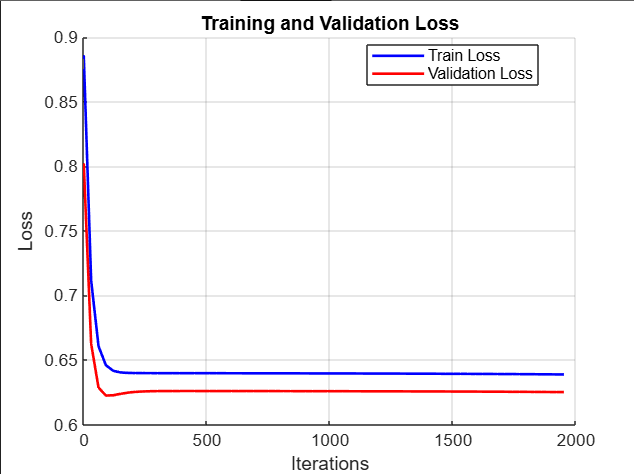 Training and Validation Loss
Train Loss
Validation Loss
0.9
0.85
0.8
0.75
0.7
0.65
0.6
Loss
0 500 1000 1500 2000
Iterations